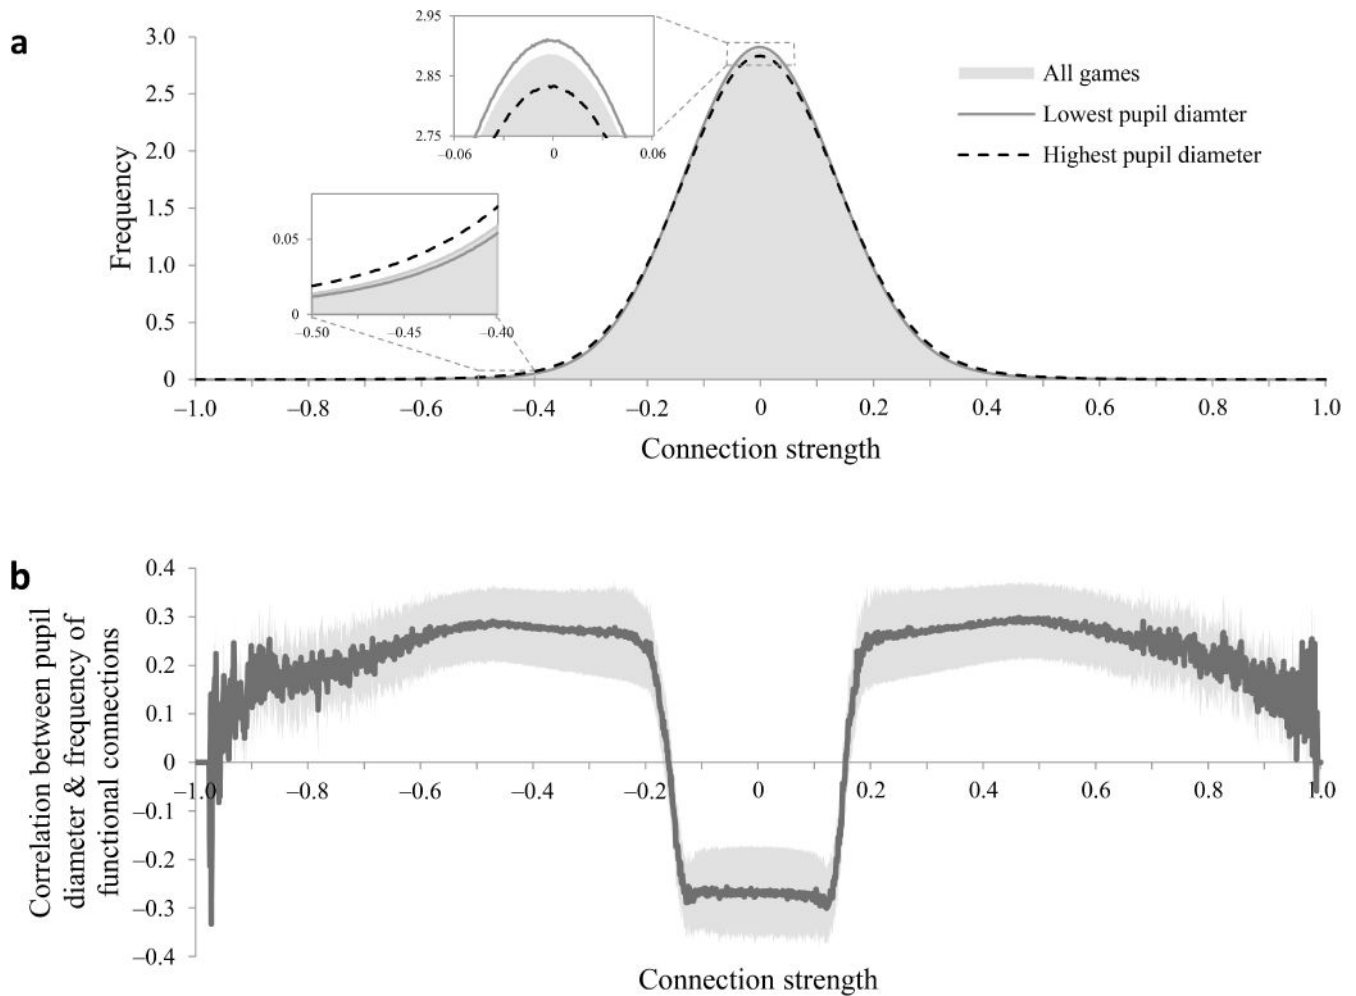 a
Frequency
3.0
2.5
2.0
1.5
1.0
0.5
0
–1.0 –0.8 –0.6 –0.4 –0.2 0 0.2 0.4 0.6 0.8 1.0
Connection strength
2.95
2.85
2.75
–0.06 0 0.06
0.05
0
–0.50 –0.45 –0.40
All games
Lowest pupil diamter
Highest pupil diameter
b
Correlation between pupil
diameter & frequency of
functional connections
0.4
0.3
0.2
0.1
0
–0.1
–0.2
–0.3
–0.4
–1.0 –0.8 –0.6 –0.4 –0.2 0 0.2 0.4 0.6 0.8 1.0
Connection strength